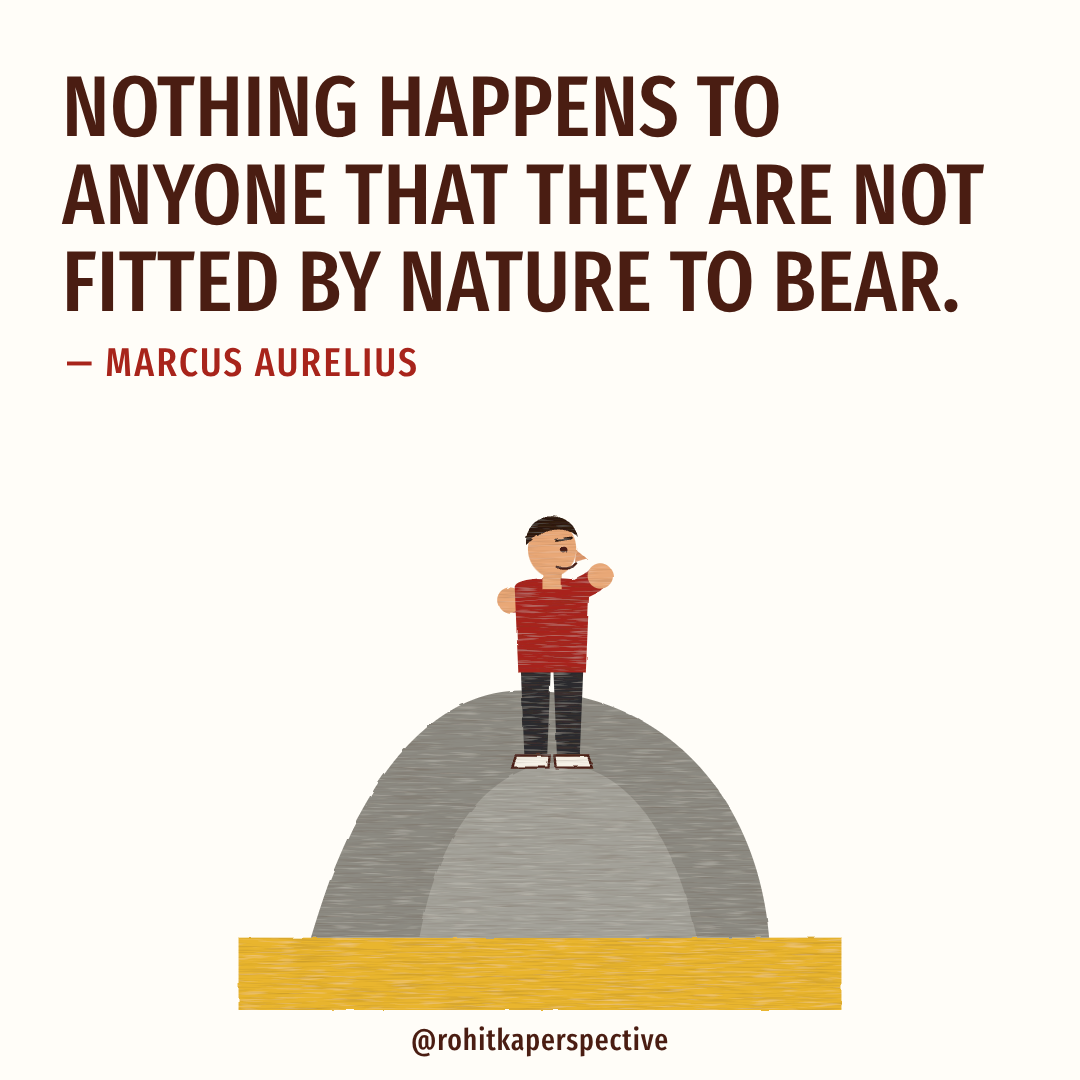 NOTHING HAPPENS TO
ANYONE THAT THEY ARE NOT
FITTED BY NATURE TO BEAR.
— MARCUS AURELIUS
@rohitkaperspective